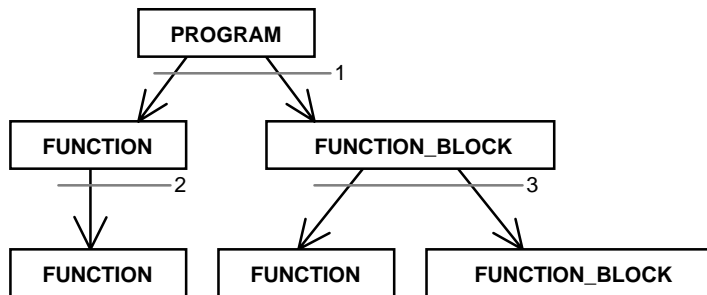 PROGRAM
1
FUNCTION
FUNCTION_BLOCK
2
3
FUNCTION
FUNCTION
FUNCTION_BLOCK